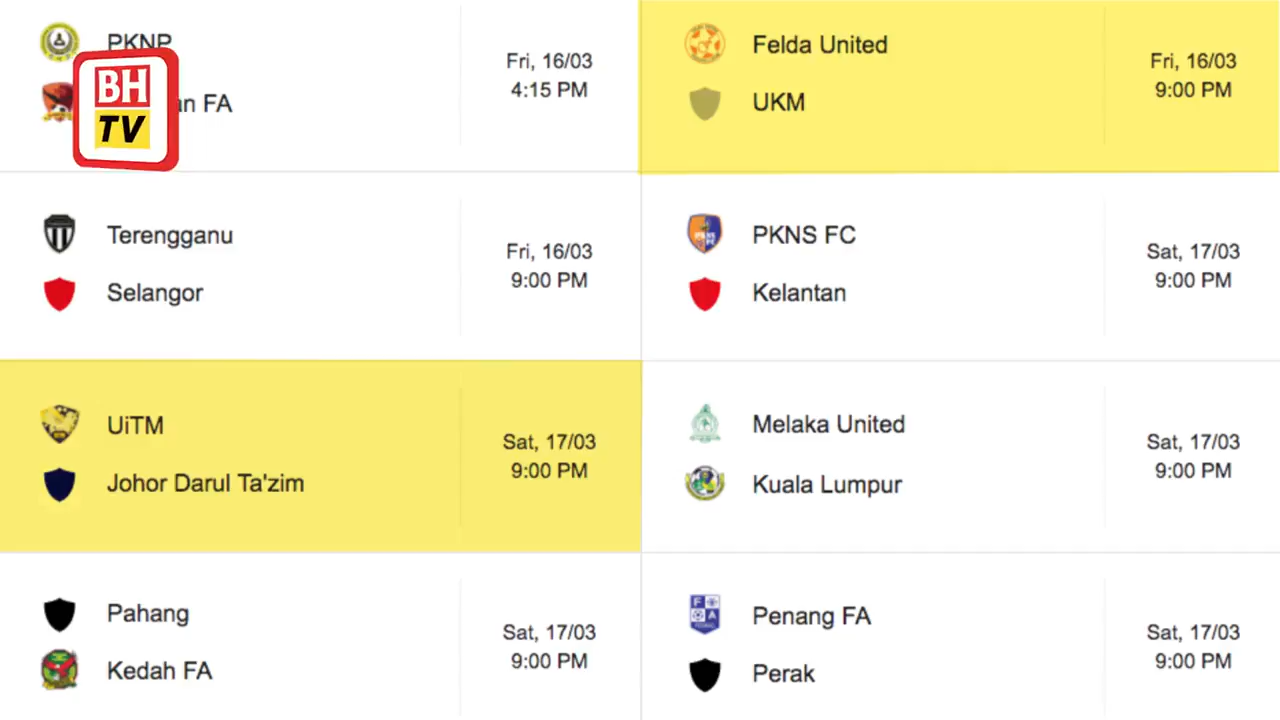 PKNP
FA
Fri, 16/03
4:15 PM
BH
TV
Felda United
UKM
Fri, 16/03
9:00 PM
Terengganu
Selangor
Fri, 16/03
9:00 PM
PKNS FC
Kelantan
Sat, 17/03
9:00 PM
UiTM
Johor Darul Ta'zim
Sat, 17/03
9:00 PM
Melaka United
Kuala Lumpur
Sat, 17/03
9:00 PM
Pahang
Kedah FA
Sat, 17/03
9:00 PM
F
A
Penang FA
Perak
Sat, 17/03
9:00 PM